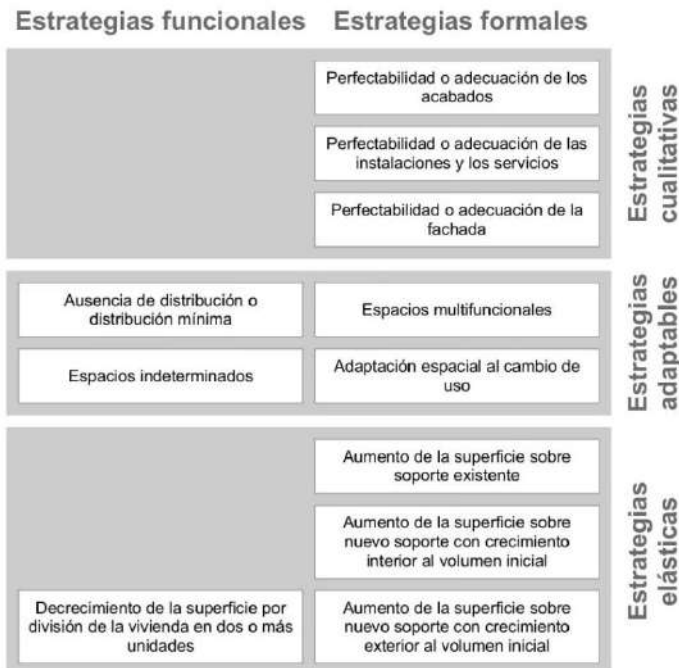 Estrategias funcionales
Estrategias formales
Perfectabilidad o adecuación de los
acabados
Perfectabilidad o adecuación de las
instalaciones y los servicios
Perfectabilidad o adecuación de la
fachada
Estrategias
cualitativas
Ausencia de distribución o
distribución mínima
Espacios multifuncionales
Espacios indeterminados
Adaptación espacial al cambio de
uso
Estrategias
adaptables
Aumento de la superficie sobre
soporte existente
Aumento de la superficie sobre
nuevo soporte con crecimiento
interior al volumen inicial
Decrecimiento de la superficie por
división de la vivienda en dos o más
unidades
Aumento de la superficie sobre
nuevo soporte con crecimiento
exterior al volumen inicial
Estrategias
elásticas